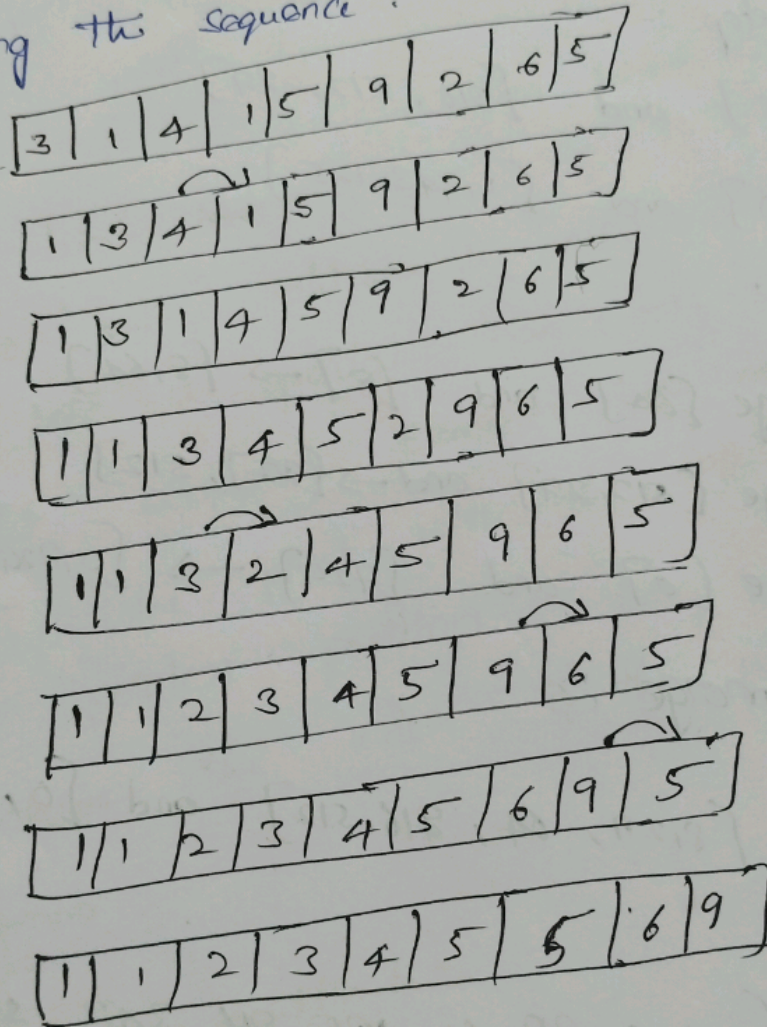 ng the sequence.
3 | 1 | 4 | 1 | 5 | 9 | 2 | 6 | 5
1 | 3 | 4 | 1 | 5 | 9 | 2 | 6 | 5
1 | 3 | 1 | 4 | 5 | 9 | 2 | 6 | 5
1 | 1 | 3 | 4 | 5 | 2 | 9 | 6 | 5
1 | 1 | 3 | 2 | 4 | 5 | 9 | 6 | 5
1 | 1 | 2 | 3 | 4 | 5 | 9 | 6 | 5
1 | 1 | 2 | 3 | 4 | 5 | 6 | 9 | 5
1 | 1 | 2 | 3 | 4 | 5 | 5 | 6 | 9